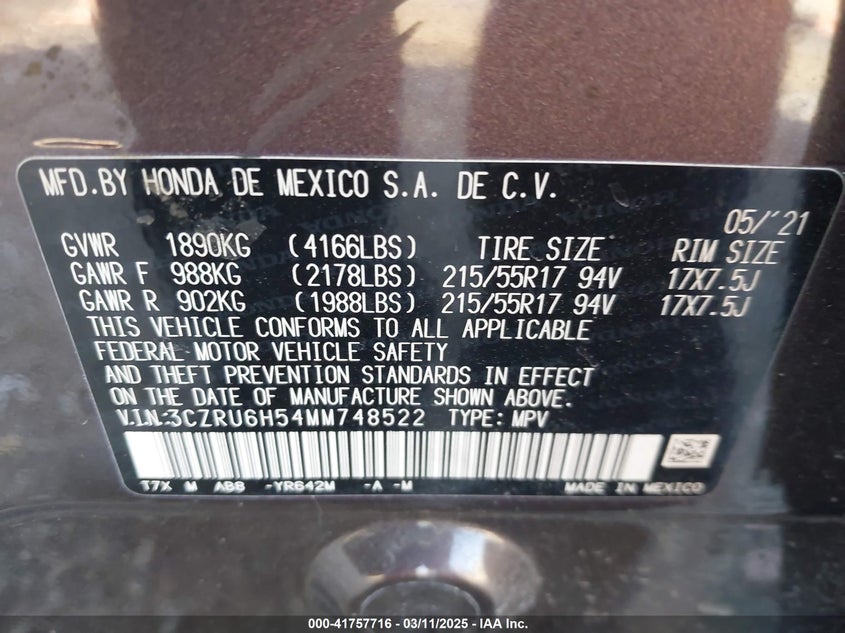 MFD.BY HONDA DE MEXICO S.A. DE C.V.
05/'21
GVWR 1890KG (4166LBS) TIRE SIZE RIM SIZE
GAWR F 988KG (2178LBS) 215/55R17 94V 17X7.5J
GAWR R 902KG (1988LBS) 215/55R17 94V 17X7.5J
THIS VEHICLE CONFORMS TO ALL APPLICABLE
FEDERAL MOTOR VEHICLE SAFETY
AND THEFT PREVENTION STANDARDS IN EFFECT
ON THE DATE OF MANUFACTURE SHOWN ABOVE.
V.I.N:3CZRU6H54MM748522 TYPE: MPV
T7X M ABB -YR642M -A -M MADE IN MEXICO
000-41757716 - 03/11/2025 - IAA Inc.